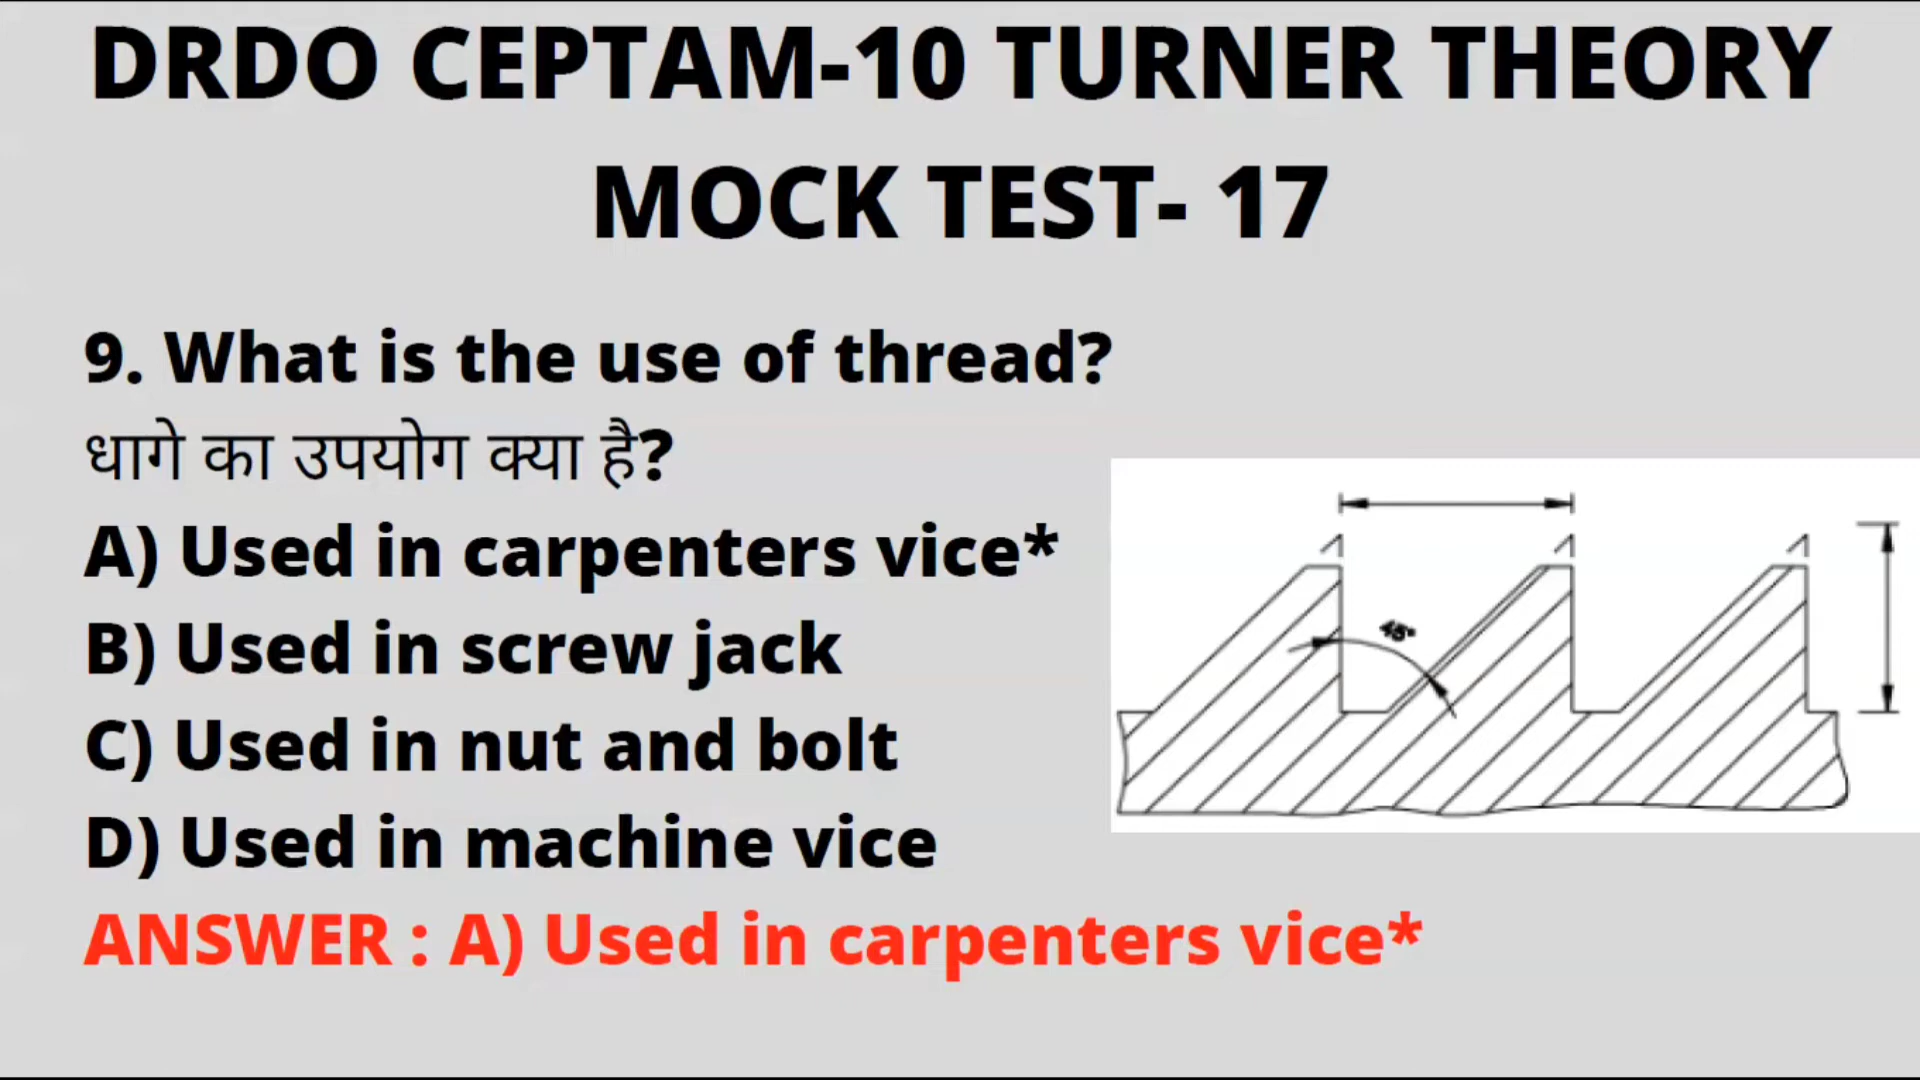 DRDO CEPTAM-10 TURNER THEORY
MOCK TEST- 17
9. What is the use of thread?
धागे का उपयोग क्या है?
A) Used in carpenters vice*
B) Used in screw jack
C) Used in nut and bolt
D) Used in machine vice
ANSWER : A) Used in carpenters vice*
45°